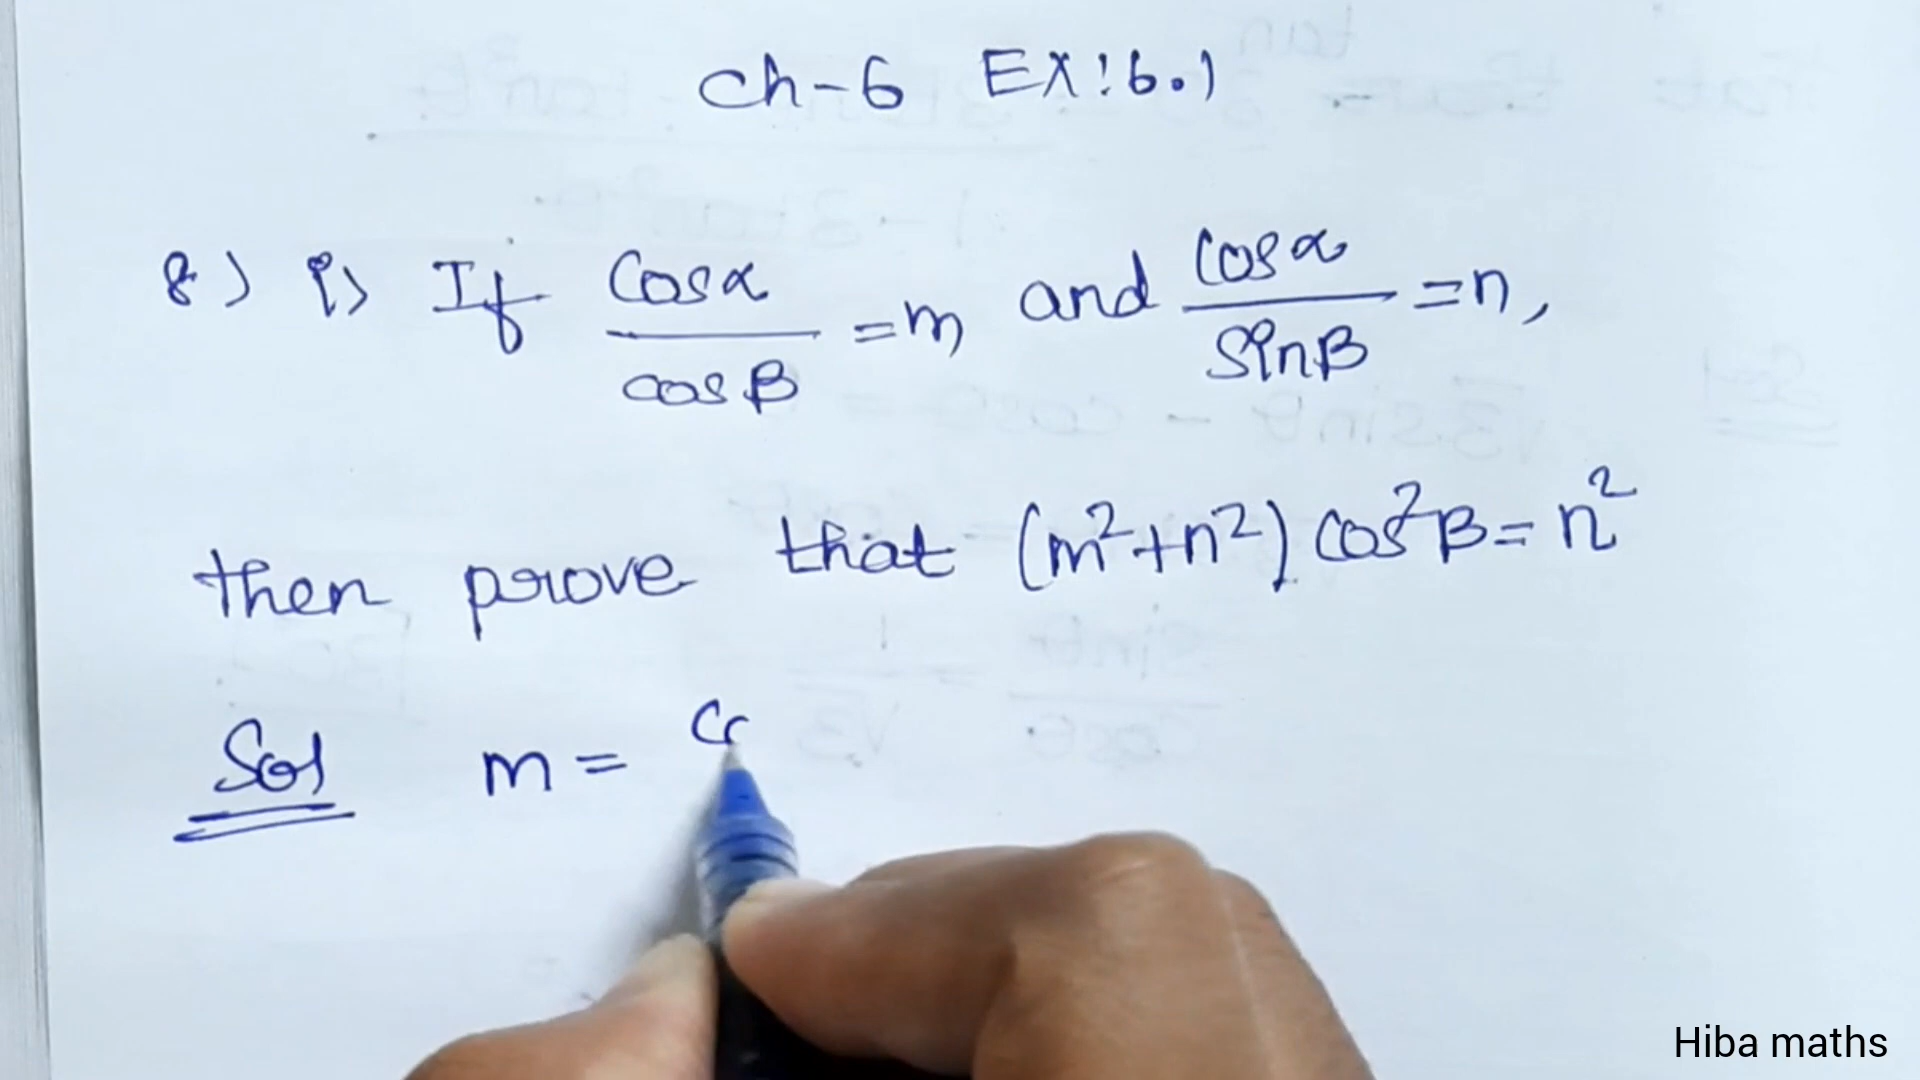 Ch-6 EX:6.1
8) i) If cosα/cosβ = m and cosα/sinβ = n,
then prove that (m²+n²) cos²β = n²
Sol m = Co
Hiba maths